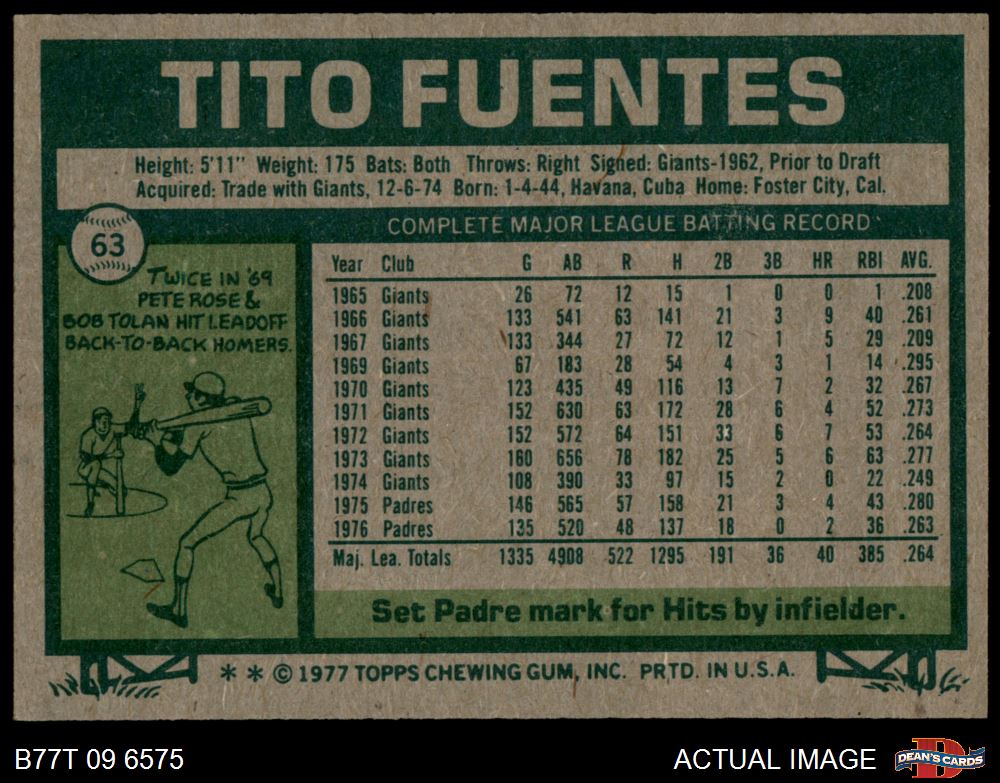 TITO FUENTES
Height: 5'11" Weight: 175 Bats: Both Throws: Right Signed: Giants-1962, Prior to Draft
Acquired: Trade with Giants, 12-6-74 Born: 1-4-44, Havana, Cuba Home: Foster City, Cal.
63
TWICE IN '69
PETE ROSE &
BOB TOLAN HIT LEADOFF
BACK-TO-BACK HOMERS.
COMPLETE MAJOR LEAGUE BATTING RECORD
Year Club G AB R H 2B 3B HR RBI AVG.
1965 Giants 26 72 12 15 1 0 0 1 .208
1966 Giants 133 541 63 141 21 3 9 40 .261
1967 Giants 133 344 27 72 12 1 5 29 .209
1969 Giants 67 183 28 54 4 3 1 14 .295
1970 Giants 123 435 49 116 13 7 2 32 .267
1971 Giants 152 630 63 172 28 6 4 52 .273
1972 Giants 152 572 64 151 33 6 7 53 .264
1973 Giants 160 656 78 182 25 5 6 63 .277
1974 Giants 108 390 33 97 15 2 0 22 .249
1975 Padres 146 565 57 158 21 3 4 43 .280
1976 Padres 135 520 48 137 18 0 2 36 .263
Maj. Lea. Totals 1335 4908 522 1295 191 36 40 385 .264
Set Padre mark for Hits by infielder.
* * © 1977 TOPPS CHEWING GUM, INC. PRTD. IN U.S.A.
B77T 09 6575
ACTUAL IMAGE
DEAN'S CARDS